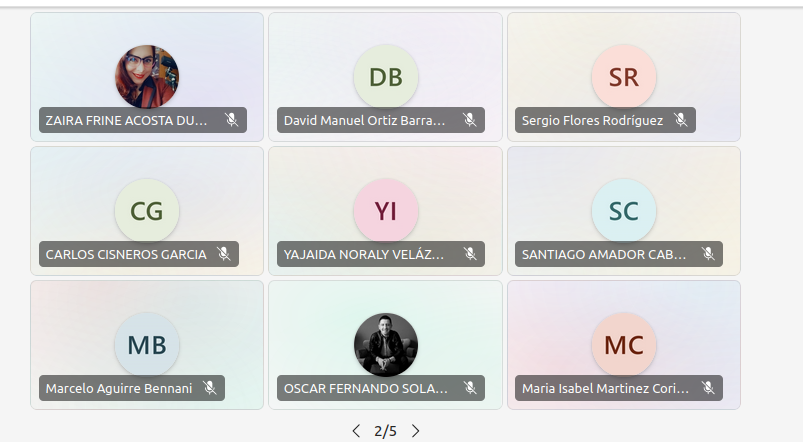 ZAIRA FRINE ACOSTA DU...
DB
David Manuel Ortiz Barra...
SR
Sergio Flores Rodríguez
CG
CARLOS CISNEROS GARCIA
YI
YAJAIDA NORALY VELÁZ...
SC
SANTIAGO AMADOR CAB...
MB
Marcelo Aguirre Bennani
OSCAR FERNANDO SOLA...
MC
Maria Isabel Martinez Cori...
2/5